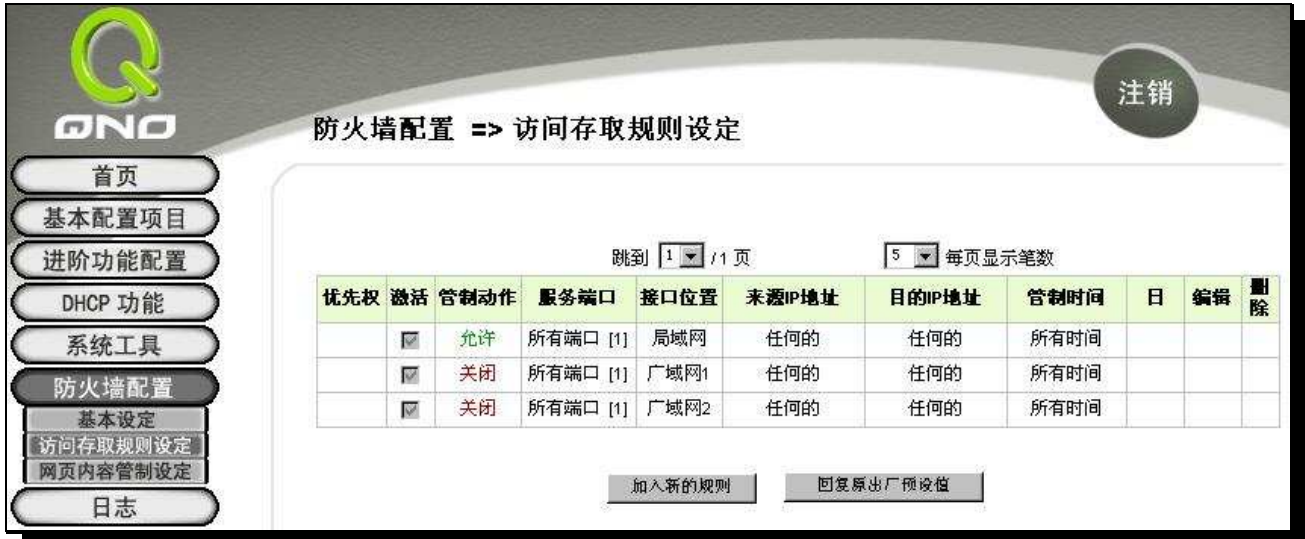 QNO
注销
防火墙配置 => 访问存取规则设定
首页
基本配置项目
进阶功能配置
DHCP 功能
系统工具
防火墙配置
基本设定
访问存取规则设定
网页内容管制设定
日志
跳到 1 /1 页 5 每页显示笔数
优先权 激活 管制动作 服务端口 接口位置 来源IP地址 目的IP地址 管制时间 日 编辑 删除
允许 所有端口 [1] 局域网 任何的 任何的 所有时间
关闭 所有端口 [1] 广域网1 任何的 任何的 所有时间
关闭 所有端口 [1] 广域网2 任何的 任何的 所有时间
加入新的规则 回复原出厂预设值